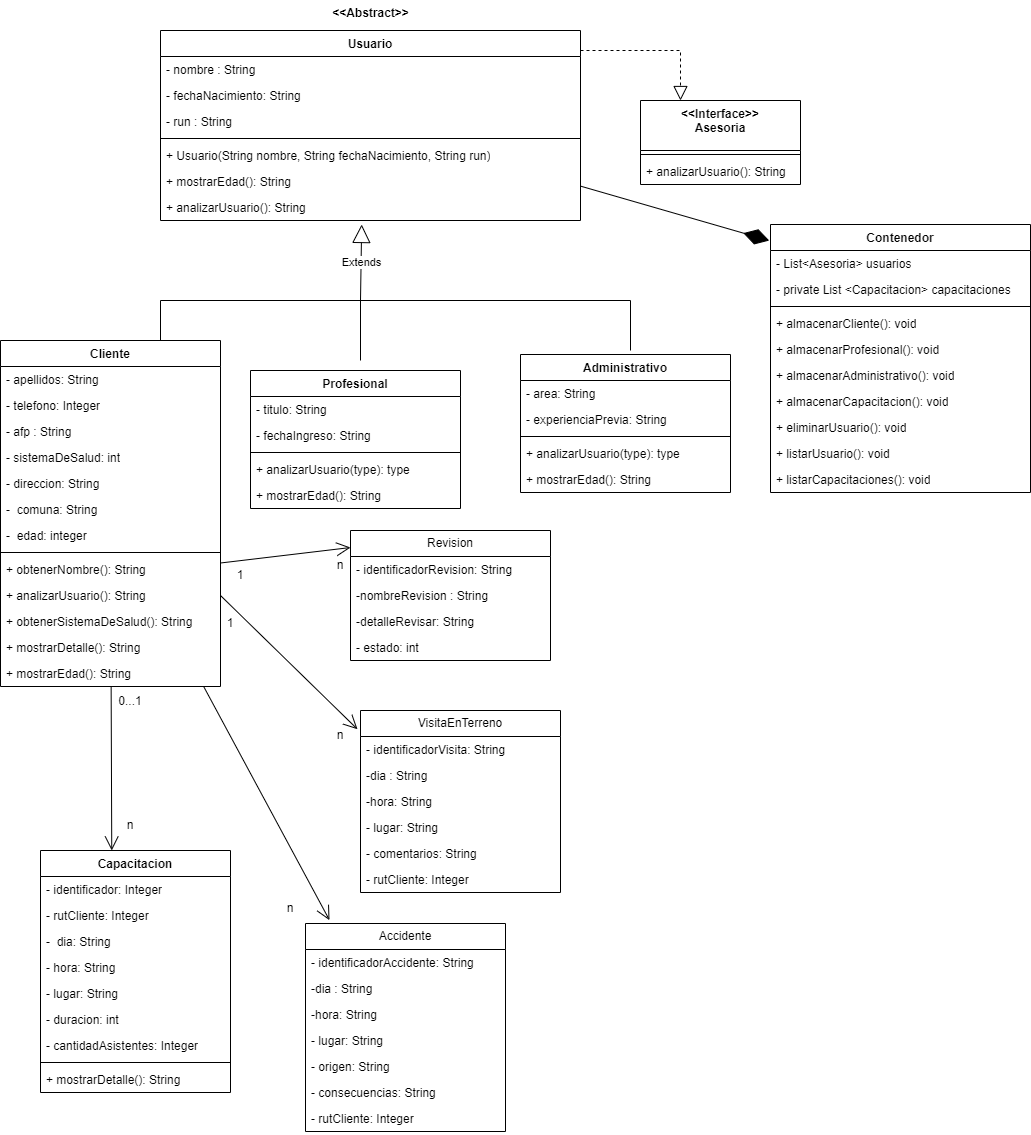 <<Abstract>>
Usuario
- nombre : String
- fechaNacimiento: String
- run : String
+ Usuario(String nombre, String fechaNacimiento, String run)
+ mostrarEdad(): String
+ analizarUsuario(): String
<<Interface>>
Asesoria
+ analizarUsuario(): String
Extends
Contenedor
- List<Asesoria> usuarios
- private List <Capacitacion> capacitaciones
+ almacenarCliente(): void
+ almacenarProfesional(): void
+ almacenarAdministrativo(): void
+ almacenarCapacitacion(): void
+ eliminarUsuario(): void
+ listarUsuario(): void
+ listarCapacitaciones(): void
Cliente
- apellidos: String
- telefono: Integer
- afp : String
- sistemaDeSalud: int
- direccion: String
-  comuna: String
-  edad: integer
+ obtenerNombre(): String
+ analizarUsuario(): String
+ obtenerSistemaDeSalud(): String
+ mostrarDetalle(): String
+ mostrarEdad(): String
Profesional
- titulo: String
- fechaIngreso: String
+ analizarUsuario(type): type
+ mostrarEdad(): String
Administrativo
- area: String
- experienciaPrevia: String
+ analizarUsuario(type): type
+ mostrarEdad(): String
1
n
Revision
- identificadorRevision: String
-nombreRevision : String
-detalleRevisar: String
- estado: int
1
n
VisitaEnTerreno
- identificadorVisita: String
-dia : String
-hora: String
- lugar: String
- comentarios: String
- rutCliente: Integer
0...1
n
Capacitacion
- identificador: Integer
- rutCliente: Integer
-  dia: String
- hora: String
- lugar: String
- duracion: int
- cantidadAsistentes: Integer
+ mostrarDetalle(): String
n
Accidente
- identificadorAccidente: String
-dia : String
-hora: String
- lugar: String
- origen: String
- consecuencias: String
- rutCliente: Integer